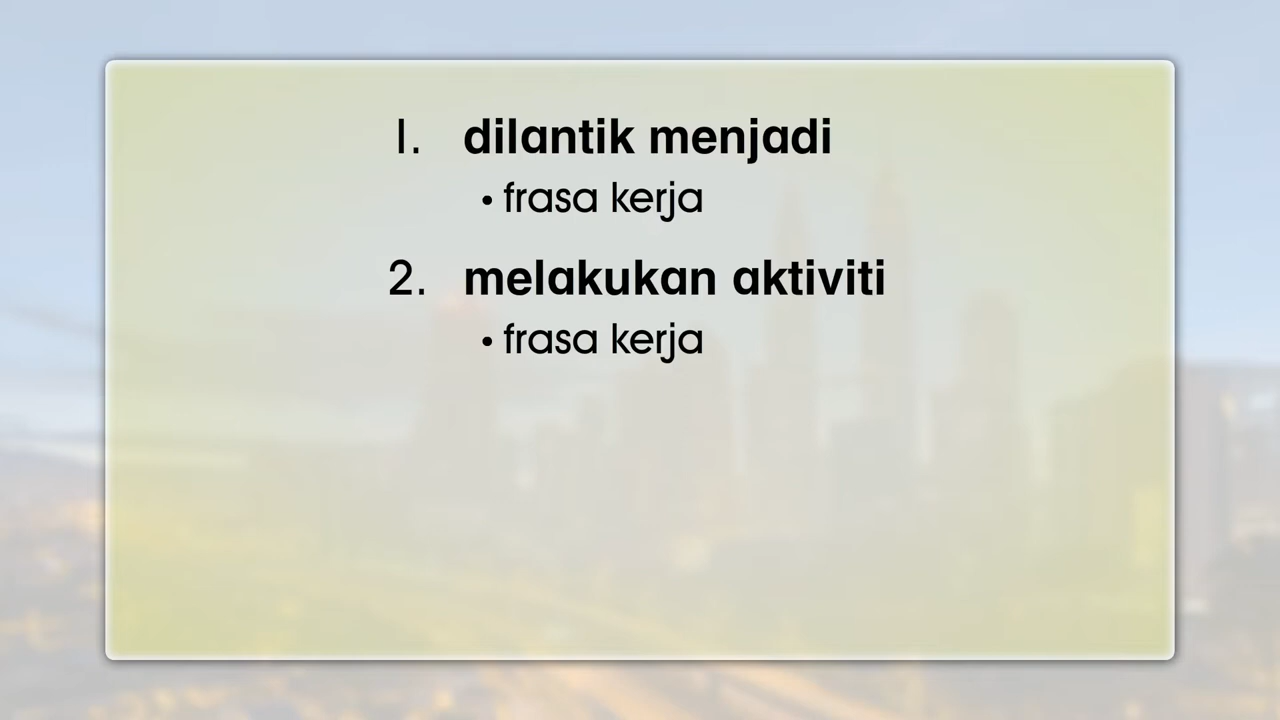 1. dilantik menjadi
• frasa kerja
2. melakukan aktiviti
• frasa kerja